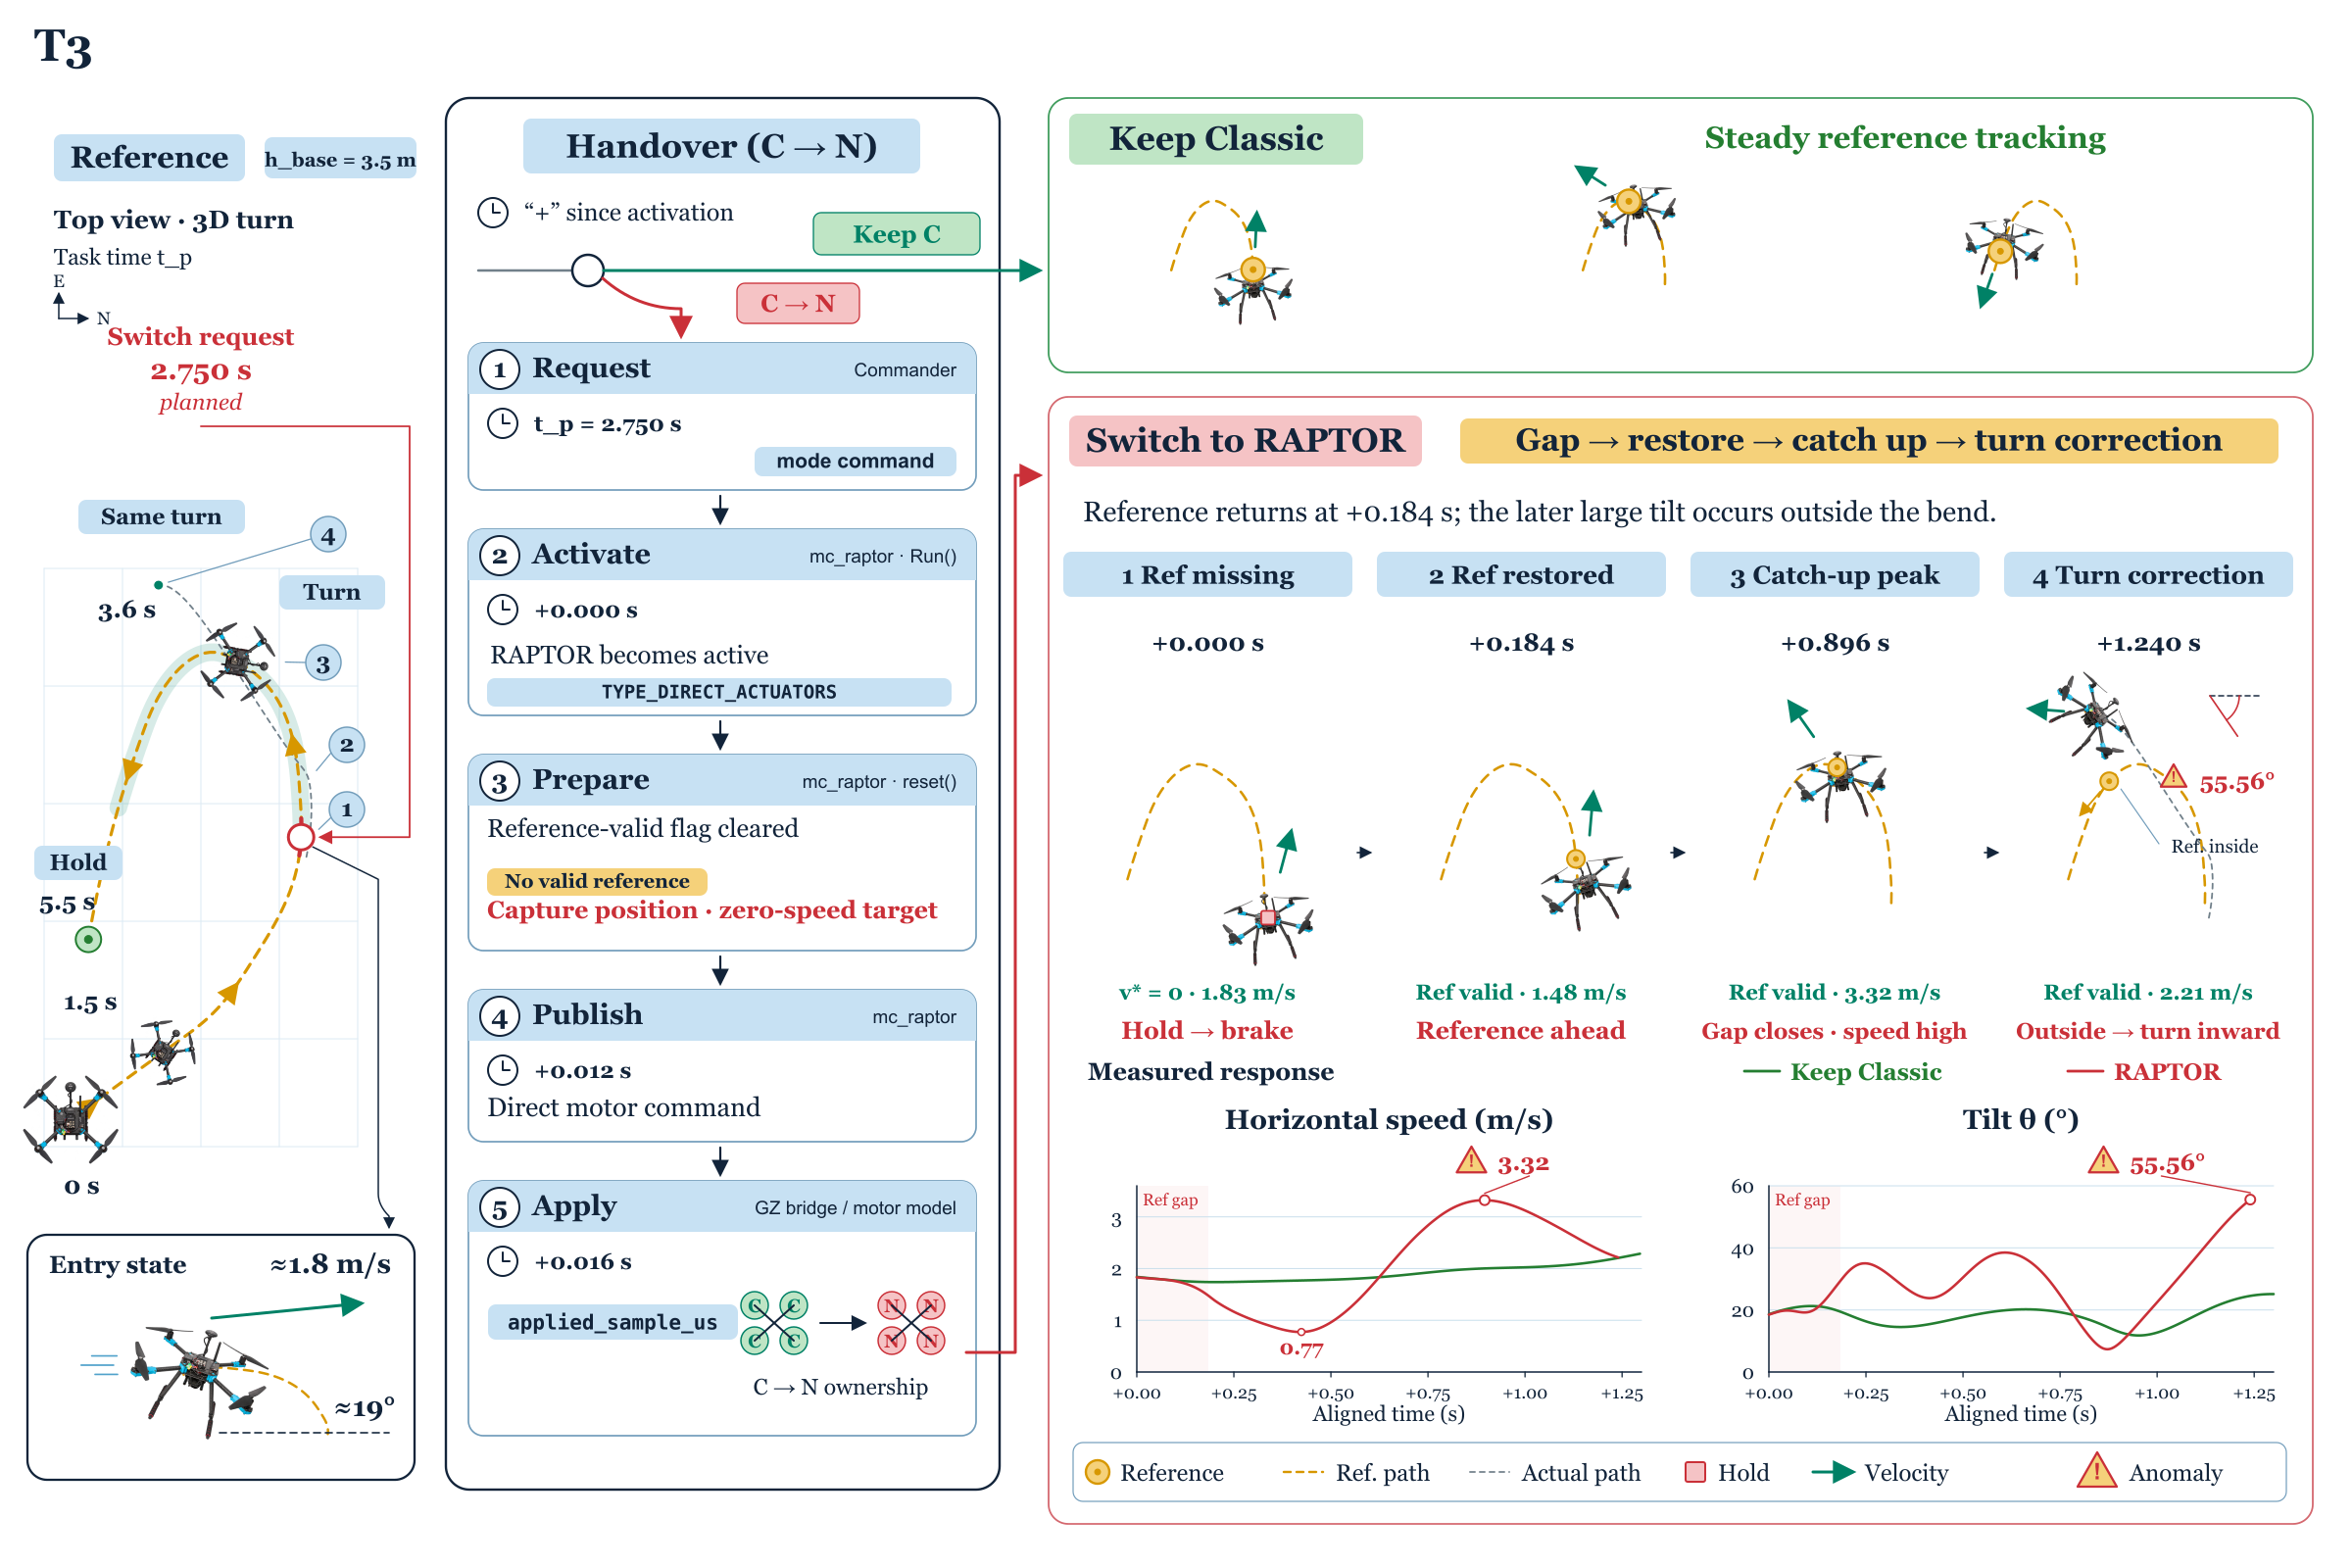 T3
Reference
h_base = 3.5 m
Top view · 3D turn
Task time t_p
E
N
Switch request
2.750 s
planned
Same turn
4
Turn
3.6 s
3
2
1
Hold
5.5 s
1.5 s
0 s
Entry state
≈1.8 m/s
≈19°
Handover (C → N)
“+” since activation
Keep C
C → N
1 Request Commander
t_p = 2.750 s
mode command
2 Activate mc_raptor · Run()
+0.000 s
RAPTOR becomes active
TYPE_DIRECT_ACTUATORS
3 Prepare mc_raptor · reset()
Reference-valid flag cleared
No valid reference
Capture position · zero-speed target
4 Publish mc_raptor
+0.012 s
Direct motor command
5 Apply GZ bridge / motor model
+0.016 s
applied_sample_us
C C N N
C C N N
C → N ownership
Keep Classic
Steady reference tracking
Switch to RAPTOR
Gap → restore → catch up → turn correction
Reference returns at +0.184 s; the later large tilt occurs outside the bend.
1 Ref missing
2 Ref restored
3 Catch-up peak
4 Turn correction
+0.000 s
+0.184 s
+0.896 s
+1.240 s
! 55.56°
Ref. inside
v* = 0 · 1.83 m/s
Ref valid · 1.48 m/s
Ref valid · 3.32 m/s
Ref valid · 2.21 m/s
Hold → brake
Reference ahead
Gap closes · speed high
Outside → turn inward
Measured response
Keep Classic
RAPTOR
Horizontal speed (m/s)
! 3.32
Ref gap
3
2
1
0
0.77
+0.00 +0.25 +0.50 +0.75 +1.00 +1.25
Aligned time (s)
Tilt θ (°)
! 55.56°
Ref gap
60
40
20
0
+0.00 +0.25 +0.50 +0.75 +1.00 +1.25
Aligned time (s)
Reference Ref. path Actual path Hold Velocity ! Anomaly